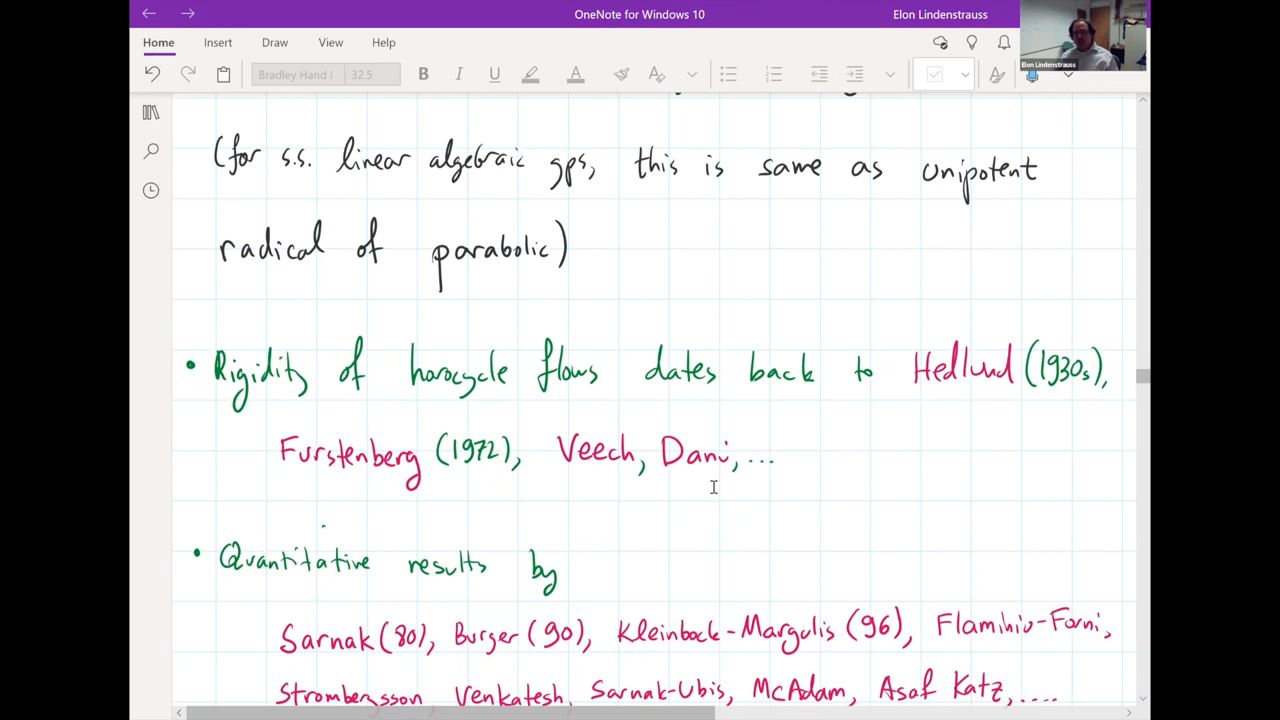 OneNote for Windows 10
Elon Lindenstrauss
Home Insert Draw View Help
Elon Lindenstrauss
(for s.s. linear algebraic gps, this is same as unipotent
radical of parabolic)
• Rigidity of horocycle flows dates back to Hedlund (1930s),
Furstenberg (1972), Veech, Dani, ...
• Quantitative results by
Sarnak (80), Burger (90), Kleinbock-Margulis (96), Flaminio-Forni,
Strombergsson Venkatesh, Sarnak-Ubis, McAdam, Asaf Katz, ....